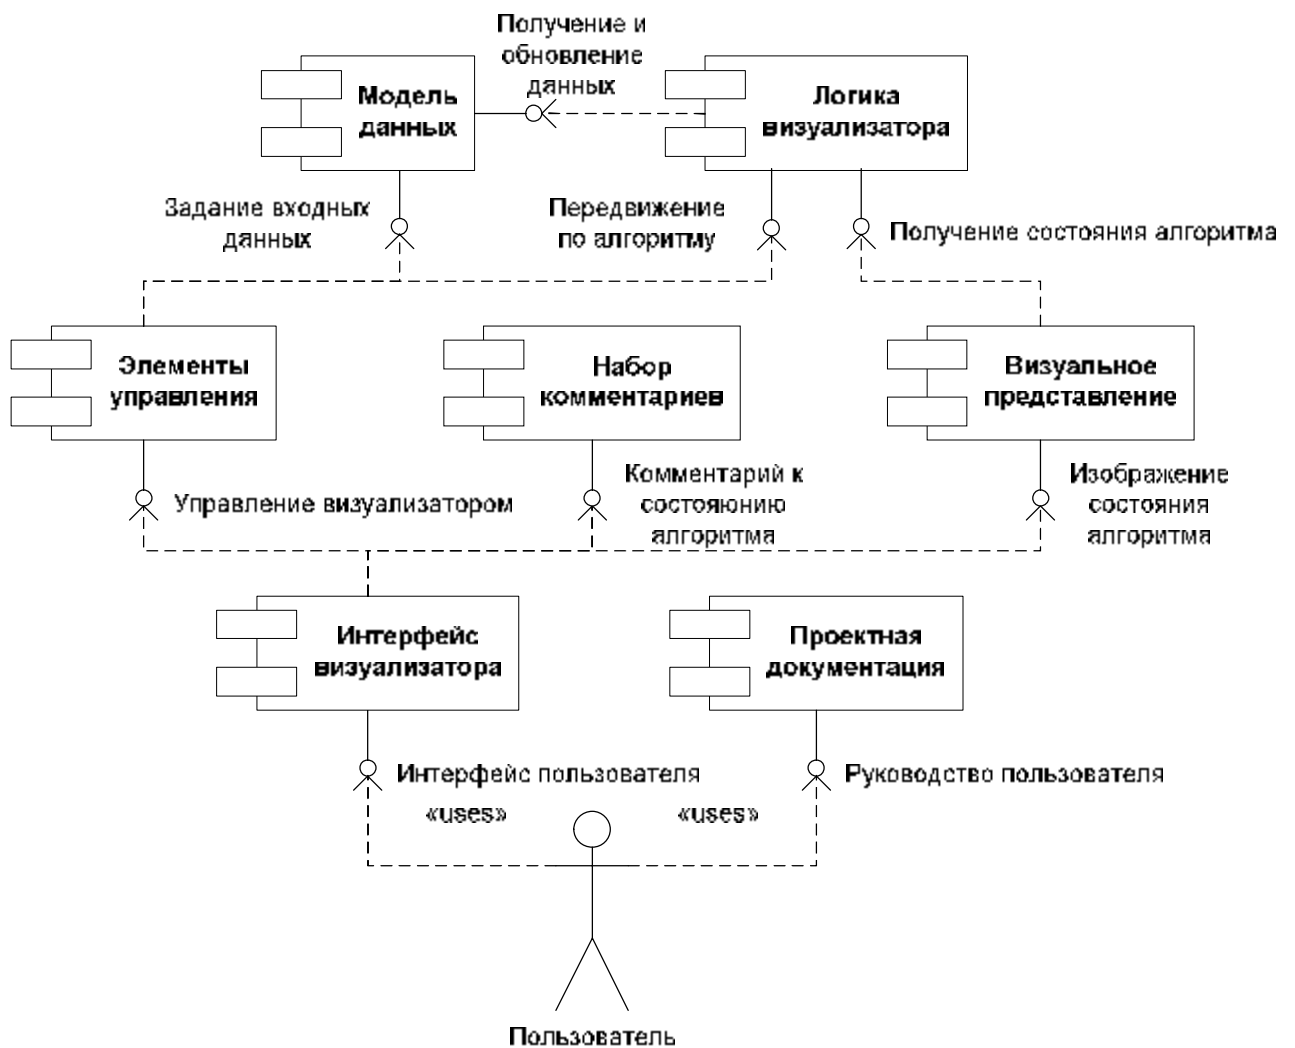 Получение и
обновление
данных
Модель
данных
Логика
визуализатора
Задание входных
данных
Передвижение
по алгоритму
Получение состояния алгоритма
Элементы
управления
Набор
комментариев
Визуальное
представление
Управление визуализатором
Комментарий к
состояюнию
алгоритма
Изображение
состояния
алгоритма
Интерфейс
визуализатора
Проектная
документация
Интерфейс пользователя
Руководство пользователя
«uses»
«uses»
Пользователь